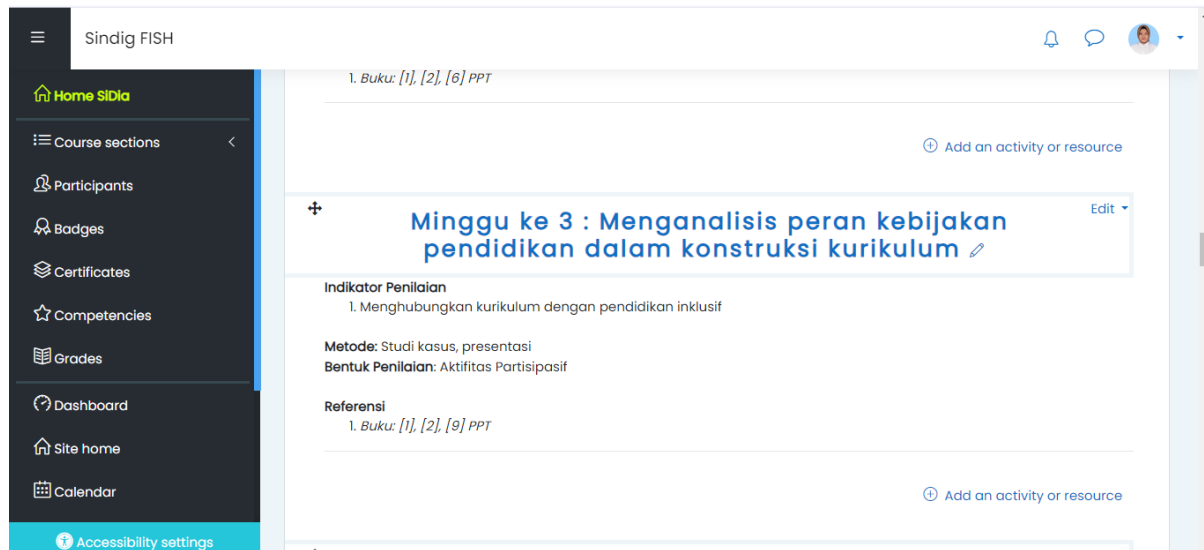 Sindig FISH
Home SiDia
Course sections
Participants
Badges
Certificates
Competencies
Grades
Dashboard
Site home
Calendar
Accessibility settings
1. Buku: [1], [2], [6] PPT
Add an activity or resource
Edit
Minggu ke 3 : Menganalisis peran kebijakan
pendidikan dalam konstruksi kurikulum
Indikator Penilaian
1. Menghubungkan kurikulum dengan pendidikan inklusif
Metode: Studi kasus, presentasi
Bentuk Penilaian: Aktifitas Partisipasif
Referensi
1. Buku: [1], [2], [9] PPT
Add an activity or resource